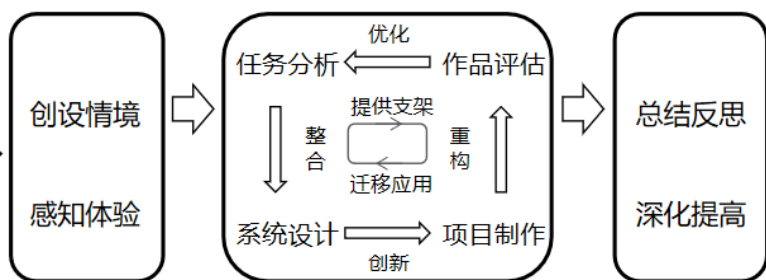 创设情境
感知体验
优化
任务分析
作品评估
提供支架
整合
重构
迁移应用
系统设计
项目制作
创新
总结反思
深化提高